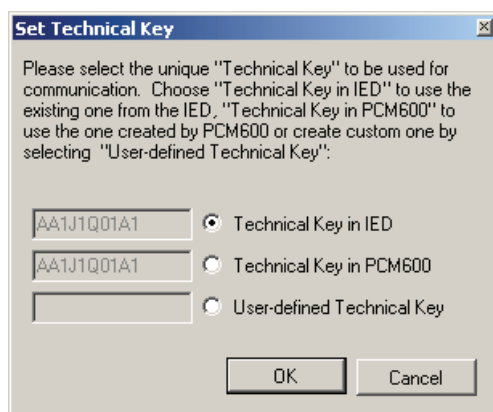 Set Technical Key
Please select the unique "Technical Key" to be used for
communication. Choose "Technical Key in IED" to use the
existing one from the IED, "Technical Key in PCM600" to
use the one created by PCM600 or create custom one by
selecting "User-defined Technical Key":
AA1J1Q01A1 Technical Key in IED
AA1J1Q01A1 Technical Key in PCM600
User-defined Technical Key
OK Cancel